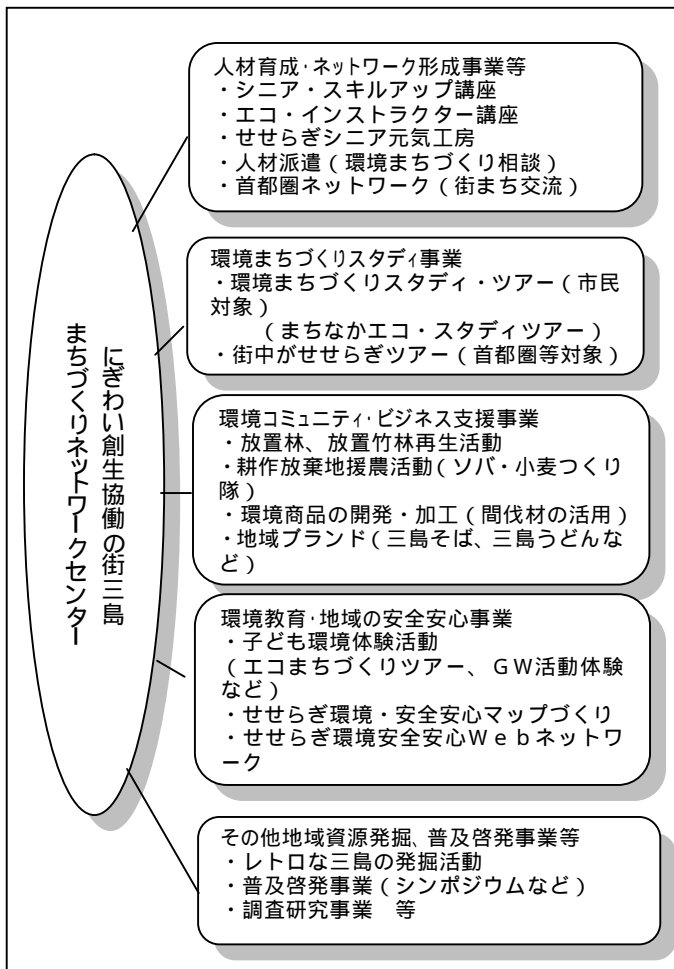 にぎわい創生協働の街三島
まちづくりネットワークセンター
人材育成・ネットワーク形成事業等
・シニア・スキルアップ講座
・エコ・インストラクター講座
・せせらぎシニア元気工房
・人材派遣（環境まちづくり相談）
・首都圏ネットワーク（街まち交流）
環境まちづくりスタディ事業
・環境まちづくりスタディ・ツアー（市民
対象）
（まちなかエコ・スタディツアー）
・街中がせせらぎツアー（首都圏等対象）
環境コミュニティ・ビジネス支援事業
・放置林、放置竹林再生活動
・耕作放棄地援農活動（ソバ・小麦つくり
隊）
・環境商品の開発・加工（間伐材の活用）
・地域ブランド（三島そば、三島うどんな
ど）
環境教育・地域の安全安心事業
・子ども環境体験活動
（エコまちづくりツアー、ＧＷ活動体験
など）
・せせらぎ環境・安全安心マップづくり
・せせらぎ環境安全安心Ｗｅｂネットワ
ーク
その他地域資源発掘、普及啓発事業等
・レトロな三島の発掘活動
・普及啓発事業（シンポジウムなど）
・調査研究事業　等